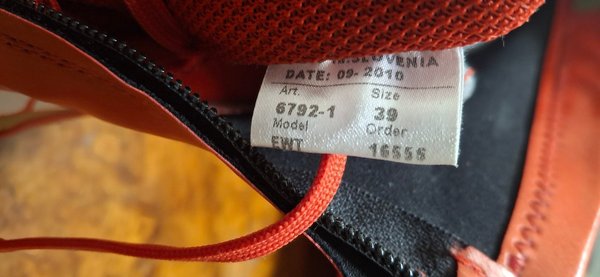 SLOVENIA
DATE: 09-2010
Art. Size
6792-1 39
Model Order
EWT 16556